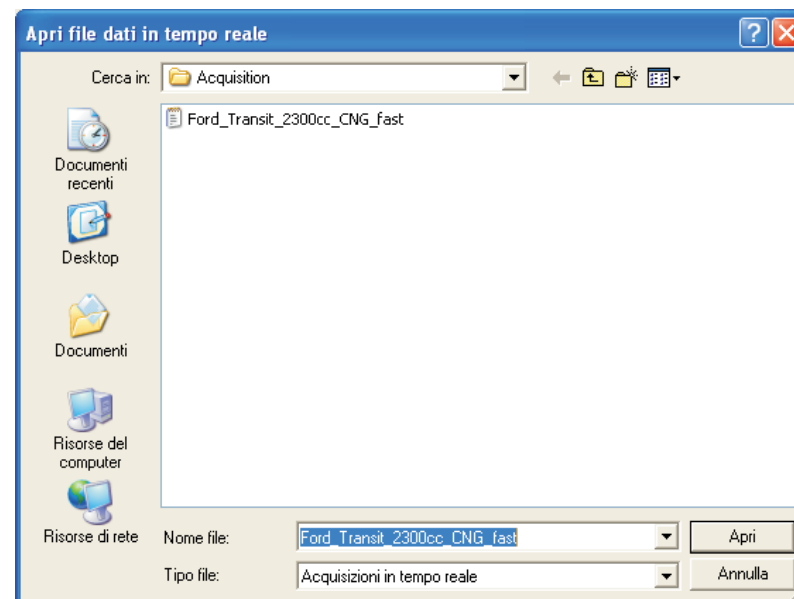 Apri file dati in tempo reale
Cerca in: Acquisition
Ford_Transit_2300cc_CNG_fast
Documenti
recenti
Desktop
Documenti
Risorse del
computer
Risorse di rete
Nome file: Ford_Transit_2300cc_CNG_fast Apri
Tipo file: Acquisizioni in tempo reale Annulla